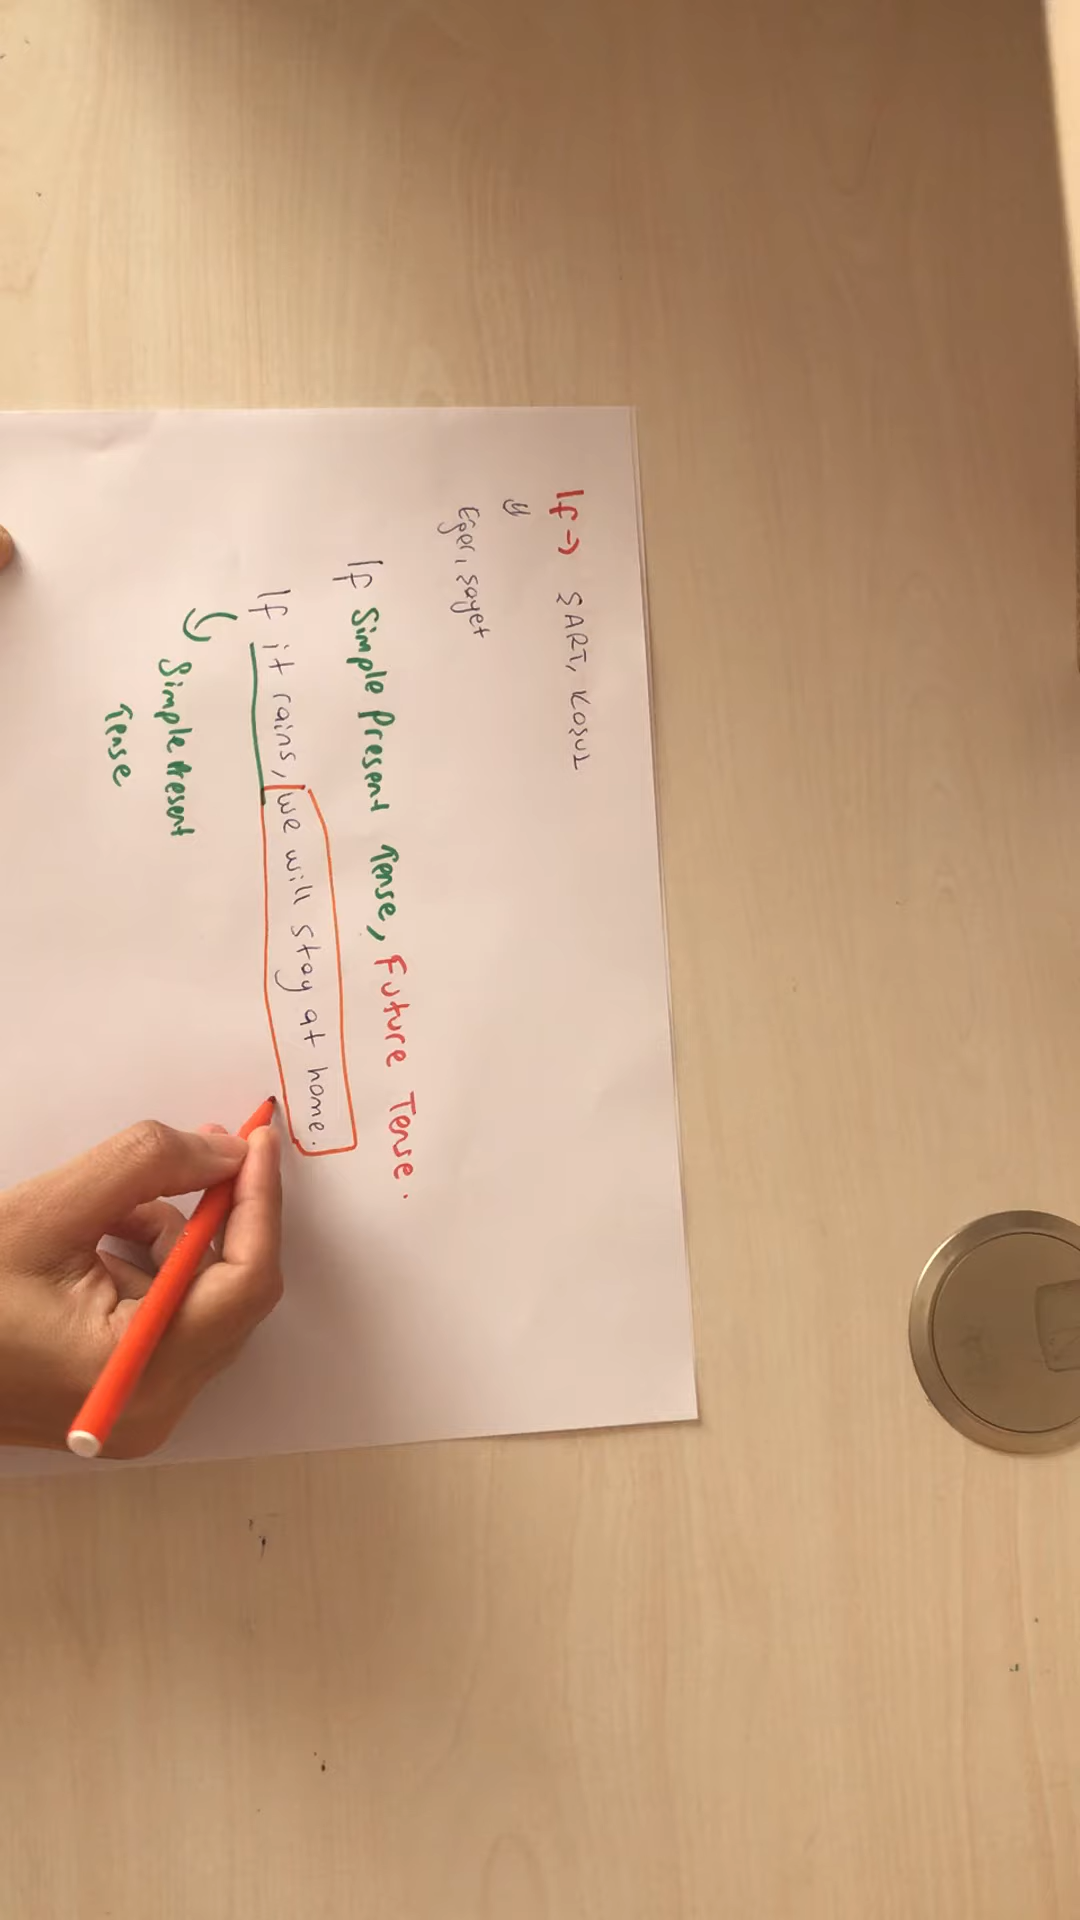 If → ŞART, KOŞUL
Eğer, şayet
If Simple Present Tense, Future Tense.
If it rains, we will stay at home.
Simple Present
Tense